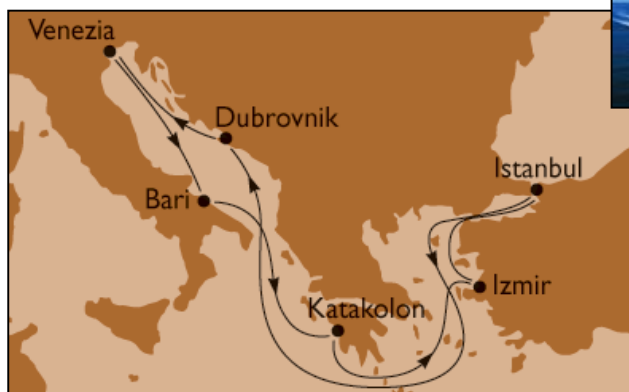 Venezia
Dubrovnik
Istanbul
Bari
Izmir
Katakolon